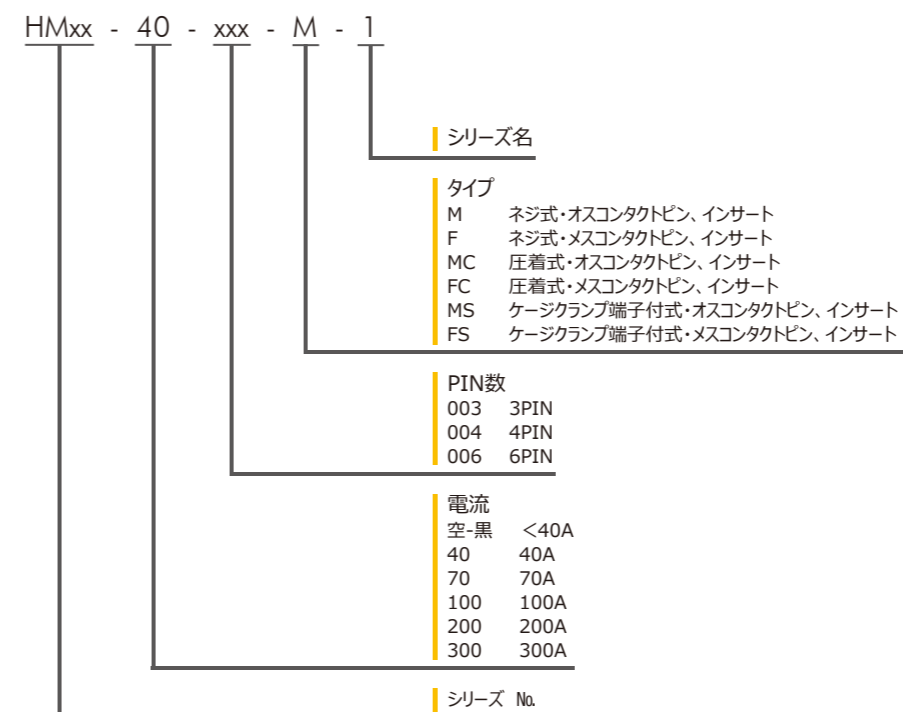 HMxx - 40 - xxx - M - 1
シリーズ名
タイプ
M ネジ式・オスコンタクトピン、インサート
F ネジ式・メスコンタクトピン、インサート
MC 圧着式・オスコンタクトピン、インサート
FC 圧着式・メスコンタクトピン、インサート
MS ケージクランプ端子付式・オスコンタクトピン、インサート
FS ケージクランプ端子付式・メスコンタクトピン、インサート
PIN数
003 3PIN
004 4PIN
006 6PIN
電流
空-黒 <40A
40 40A
70 70A
100 100A
200 200A
300 300A
シリーズ №